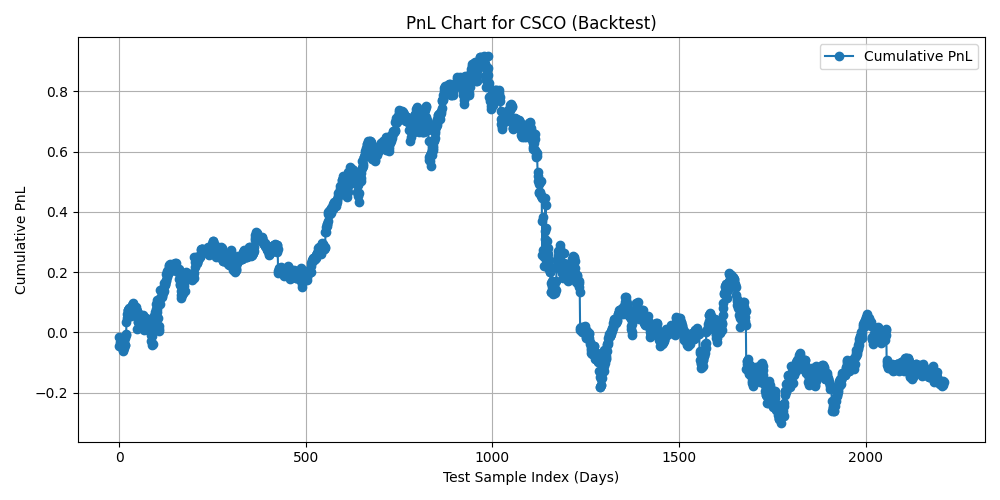 PnL Chart for CSCO (Backtest)
Cumulative PnL
0.8
0.6
0.4
0.2
0.0
−0.2
Cumulative PnL
0 500 1000 1500 2000
Test Sample Index (Days)